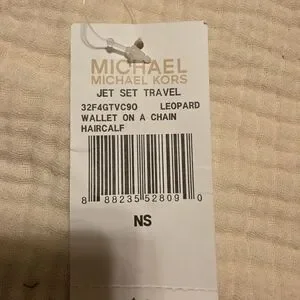 MICHAEL
MICHAEL KORS
JET SET TRAVEL
32F4GTVC9O LEOPARD
WALLET ON A CHAIN
HAIRCALF
8 88235 52809 0
NS